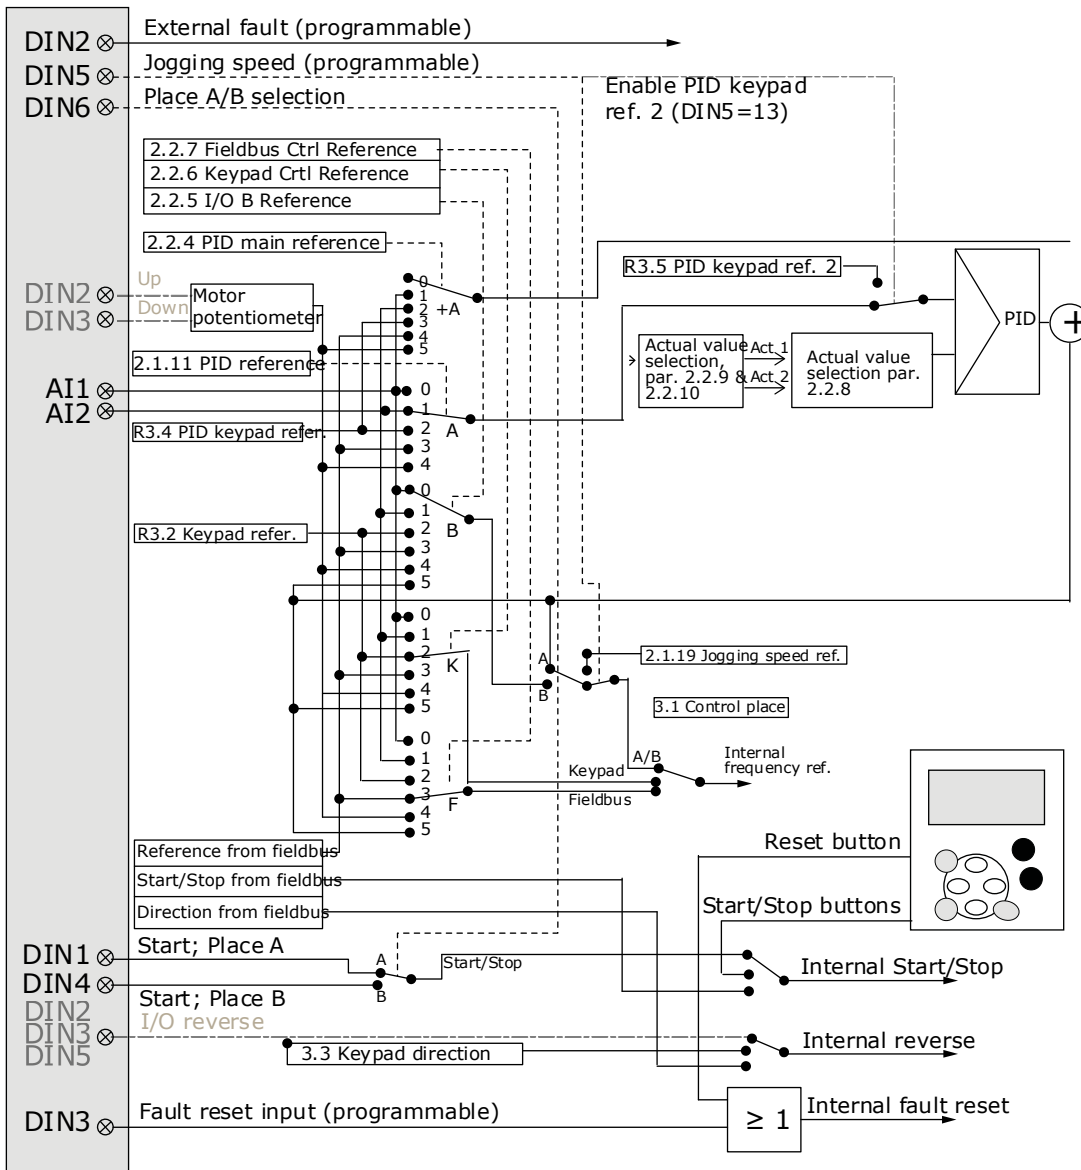 DIN2 External fault (programmable)
DIN5 Jogging speed (programmable)
DIN6 Place A/B selection
Enable PID keypad
ref. 2 (DIN5=13)
2.2.7 Fieldbus Ctrl Reference
2.2.6 Keypad Crtl Reference
2.2.5 I/O B Reference
2.2.4 PID main reference
R3.5 PID keypad ref. 2
DIN2 Up
DIN3 Down
Motor
potentiometer
0
1
2 +A
3
4
5
PID
+
Actual value
selection,
par. 2.2.9 &
2.2.10
Act.1
Act.2
Actual value
selection par.
2.2.8
2.1.11 PID reference
AI1
AI2
R3.4 PID keypad refer.
0
1
2 A
3
4
R3.2 Keypad refer.
0
1
2 B
3
4
5
0
1
2 K
3
4
5
A
B
2.1.19 Jogging speed ref.
3.1 Control place
0
1
2
3 F
4
5
A/B
Keypad
Fieldbus
Internal
frequency ref.
Reference from fieldbus
Start/Stop from fieldbus
Direction from fieldbus
Reset button
Start/Stop buttons
DIN1 Start; Place A
DIN4 Start; Place B
A
B
Start/Stop
Internal Start/Stop
DIN2
DIN3 I/O reverse
DIN5
3.3 Keypad direction
Internal reverse
DIN3 Fault reset input (programmable)
≥ 1
Internal fault reset